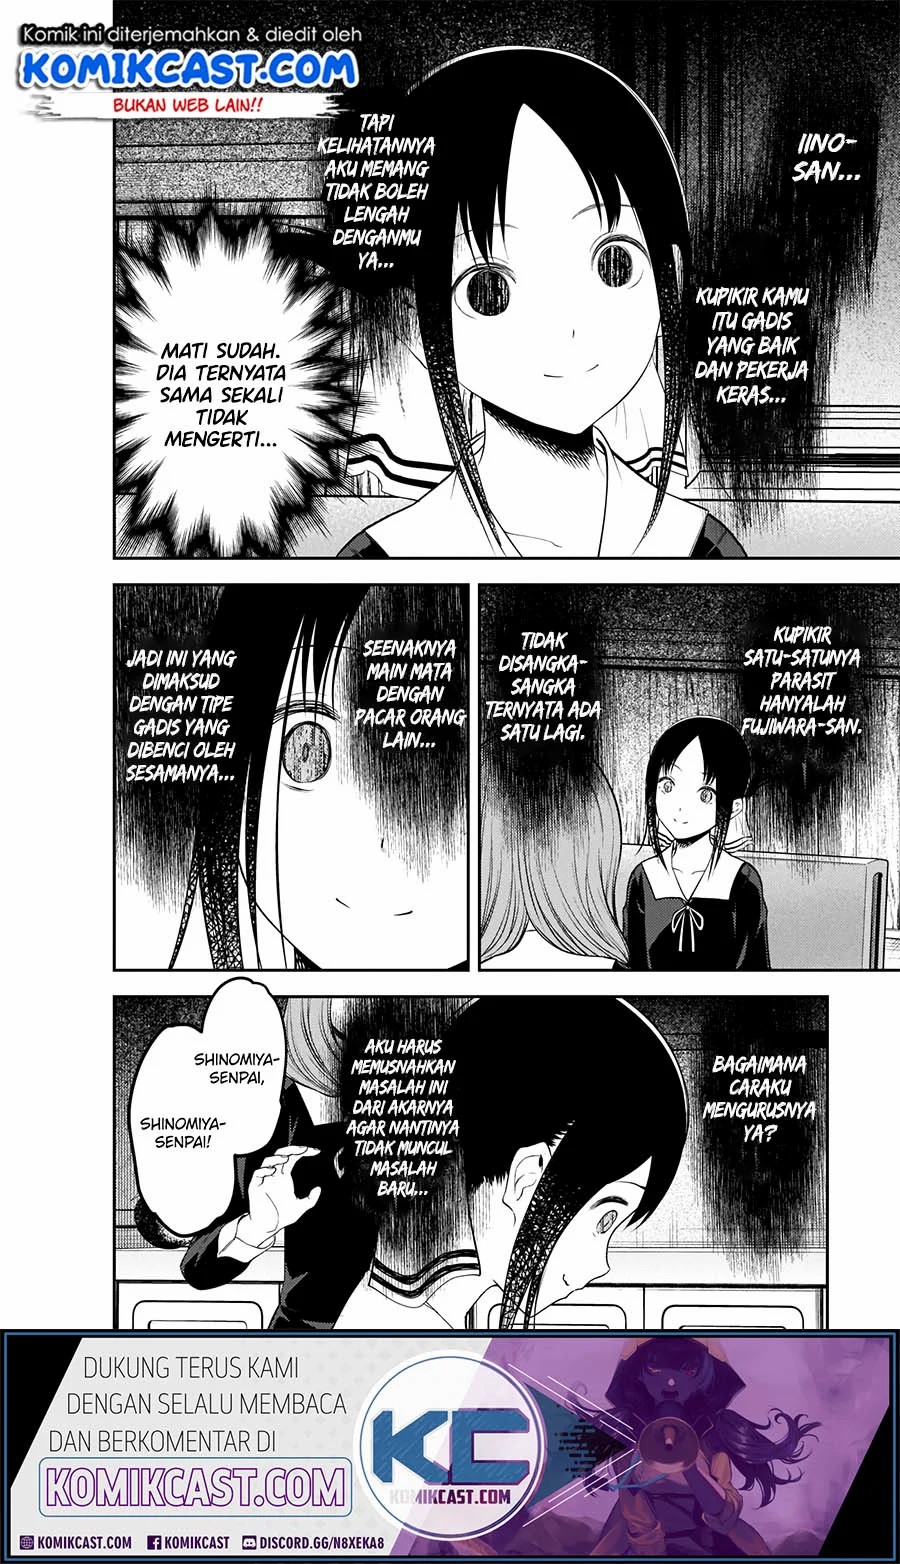 Komik ini diterjemahkan & diedit oleh
KOMIKCAST.COM
BUKAN WEB LAIN!!
IINO-
SAN...
KUPIKIR KAMU
ITU GADIS
YANG BAIK
DAN PEKERJA
KERAS...
TAPI
KELIHATANNYA
AKU MEMANG
TIDAK BOLEH
LENGAH
DENGANMU
YA...
MATI SUDAH.
DIA TERNYATA
SAMA SEKALI
TIDAK
MENGERTI...
KUPIKIR
SATU-SATUNYA
PARASIT
HANYALAH
FUJIWARA-SAN.
TIDAK
DISANGKA-
SANGKA
TERNYATA ADA
SATU LAGI.
SEENAKNYA
MAIN MATA
DENGAN
PACAR ORANG
LAIN...
JADI INI YANG
DIMAKSUD
DENGAN TIPE
GADIS YANG
DIBENCI OLEH
SESAMANYA...
BAGAIMANA
CARAKU
MENGURUSNYA
YA?
AKU HARUS
MEMUSNAHKAN
MASALAH INI
DARI AKARNYA
AGAR NANTINYA
TIDAK MUNCUL
MASALAH
BARU...
SHINOMIYA-
SENPAI,
SHINOMIYA-
SENPAI!
DUKUNG TERUS KAMI
DENGAN SELALU MEMBACA
DAN BERKOMENTAR DI
KOMIKCAST.COM
KC
KOMIKCAST.COM
KOMIKCAST.COM
KOMIKCAST
DISCORD.GG/N8XEKA8